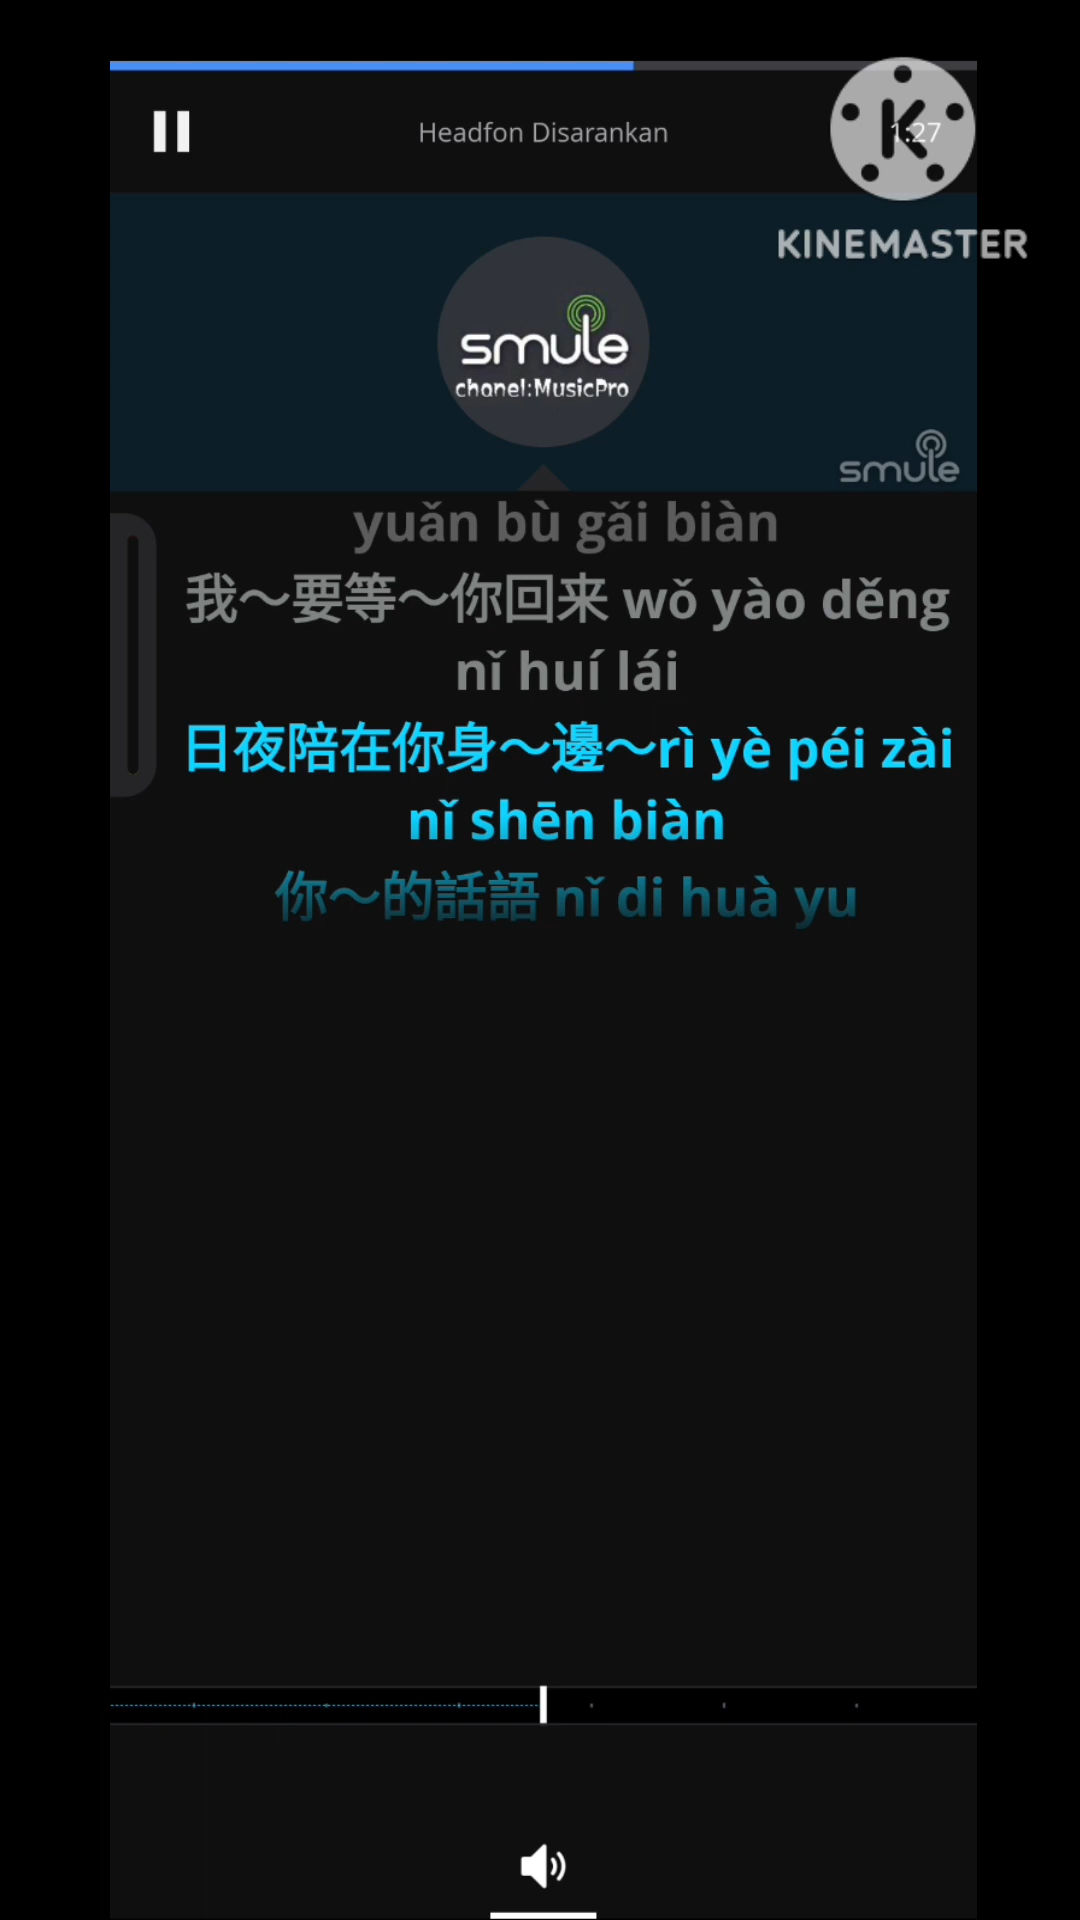 Headfon Disarankan
1:27
K
KINEMASTER
smule
chanel:MusicPro
smule
yuǎn bù gǎi biàn
我～要等～你回来 wǒ yào děng
nǐ huí lái
日夜陪在你身～邊～rì yè péi zài
nǐ shēn biàn
你～的話語 nǐ di huà yu